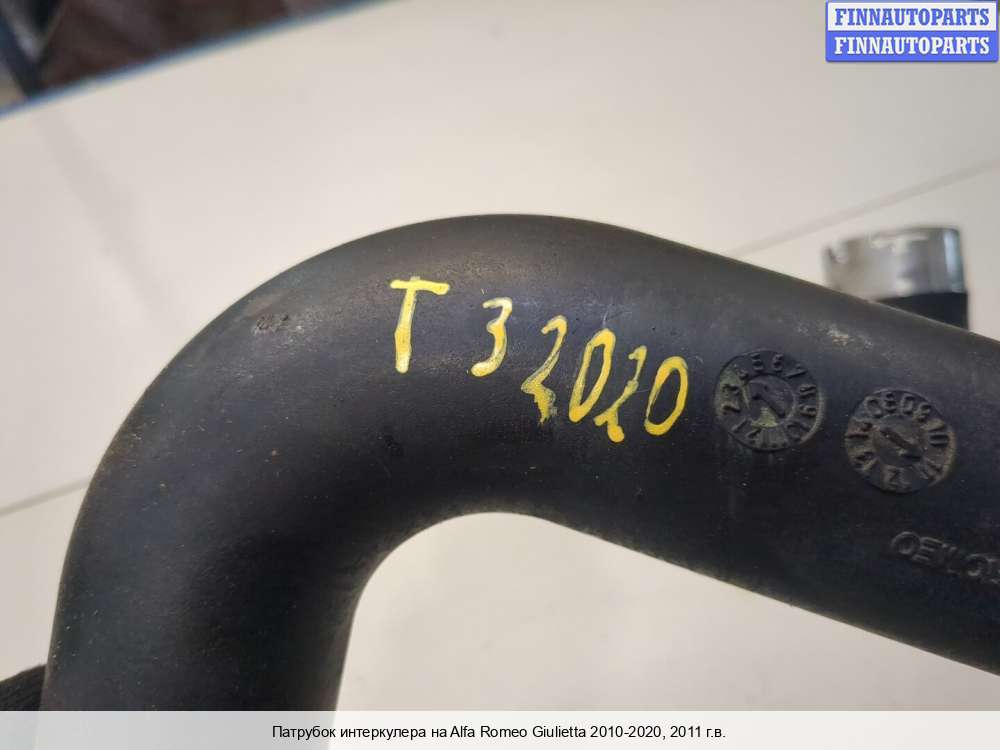 FINNAUTOPARTS
FINNAUTOPARTS
T 32020
Патрубок интеркулера на Alfa Romeo Giulietta 2010-2020, 2011 г.в.